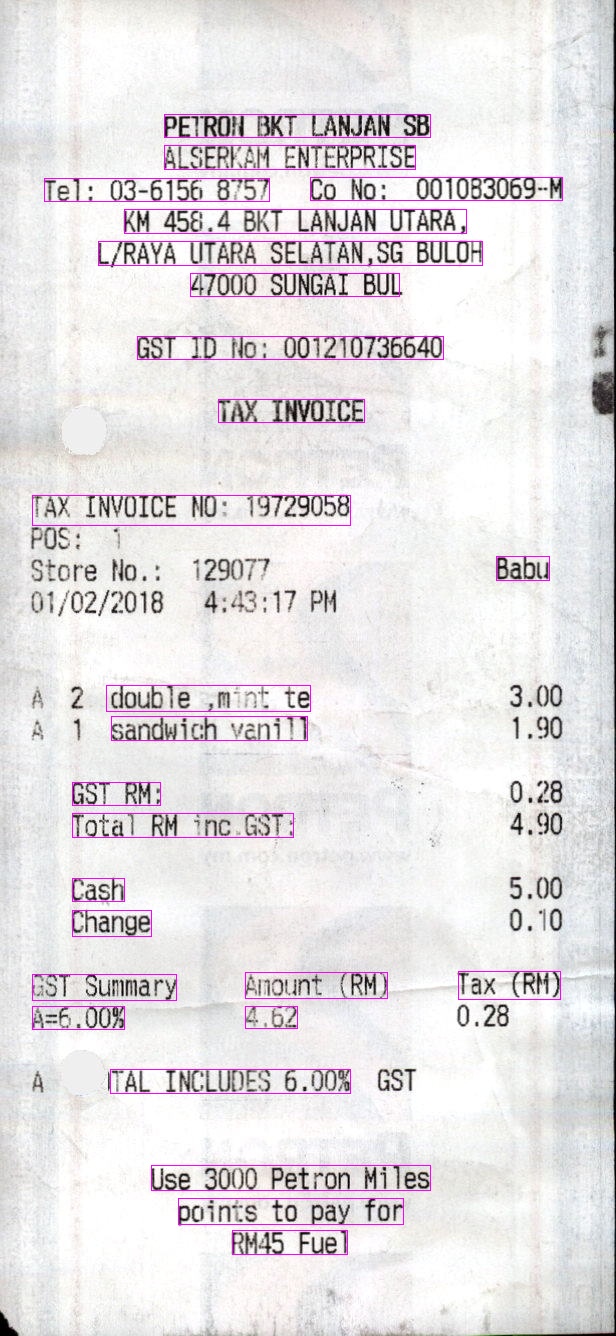 PETRON BKT LANJAN SB
ALSERKAM ENTERPRISE
Tel: 03-6156 8757 Co No: 001083069-M
KM 458.4 BKT LANJAN UTARA,
L/RAYA UTARA SELATAN,SG BULOH
47000 SUNGAI BUL
GST ID No: 001210736640
TAX INVOICE
TAX INVOICE NO: 19729058
POS: 1
Store No.: 129077 Babu
01/02/2018 4:43:17 PM
A 2 double ,mint te 3.00
A 1 sandwich vanill 1.90
GST RM: 0.28
Total RM inc.GST: 4.90
Cash 5.00
Change 0.10
GST Summary Amount (RM) Tax (RM)
A=6.00% 4.62 0.28
A TAL INCLUDES 6.00% GST
Use 3000 Petron Miles
points to pay for
RM45 Fuel